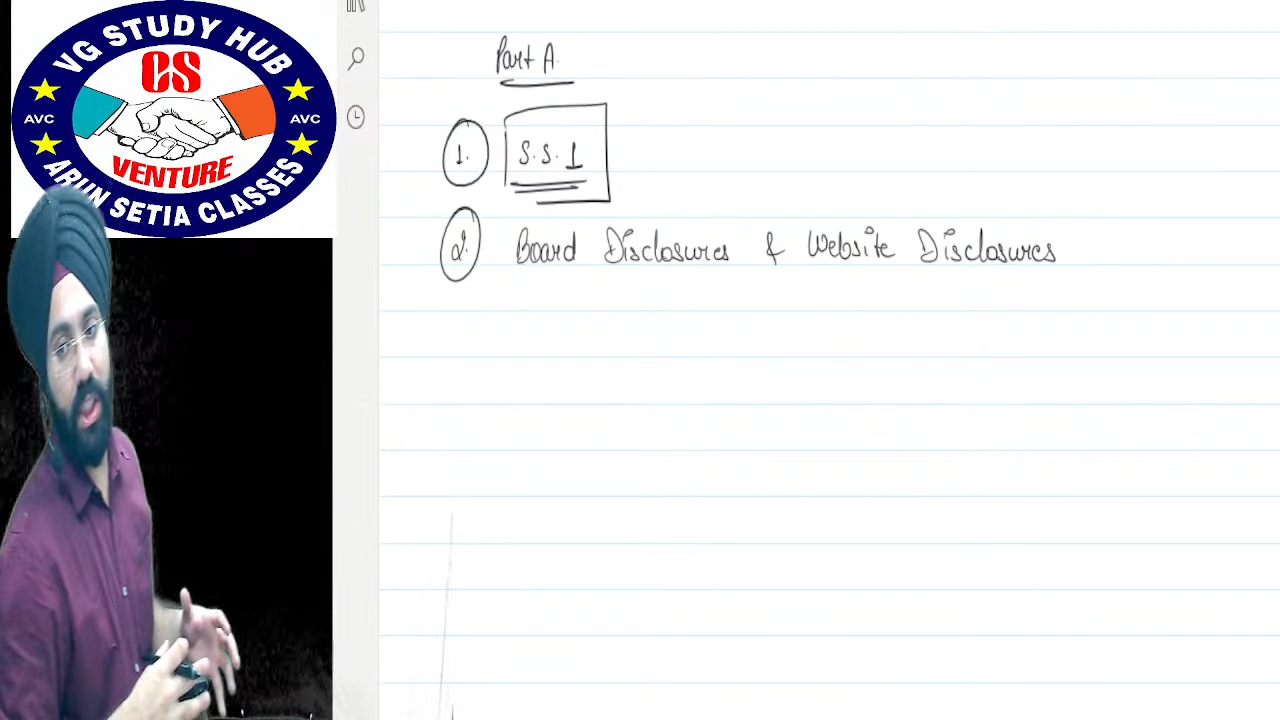 VG STUDY HUB
CS
AVC
AVC
VENTURE
ARUN SETIA CLASSES
Part A.
1. S.S. 1
2. Board Disclosures & Website Disclosures